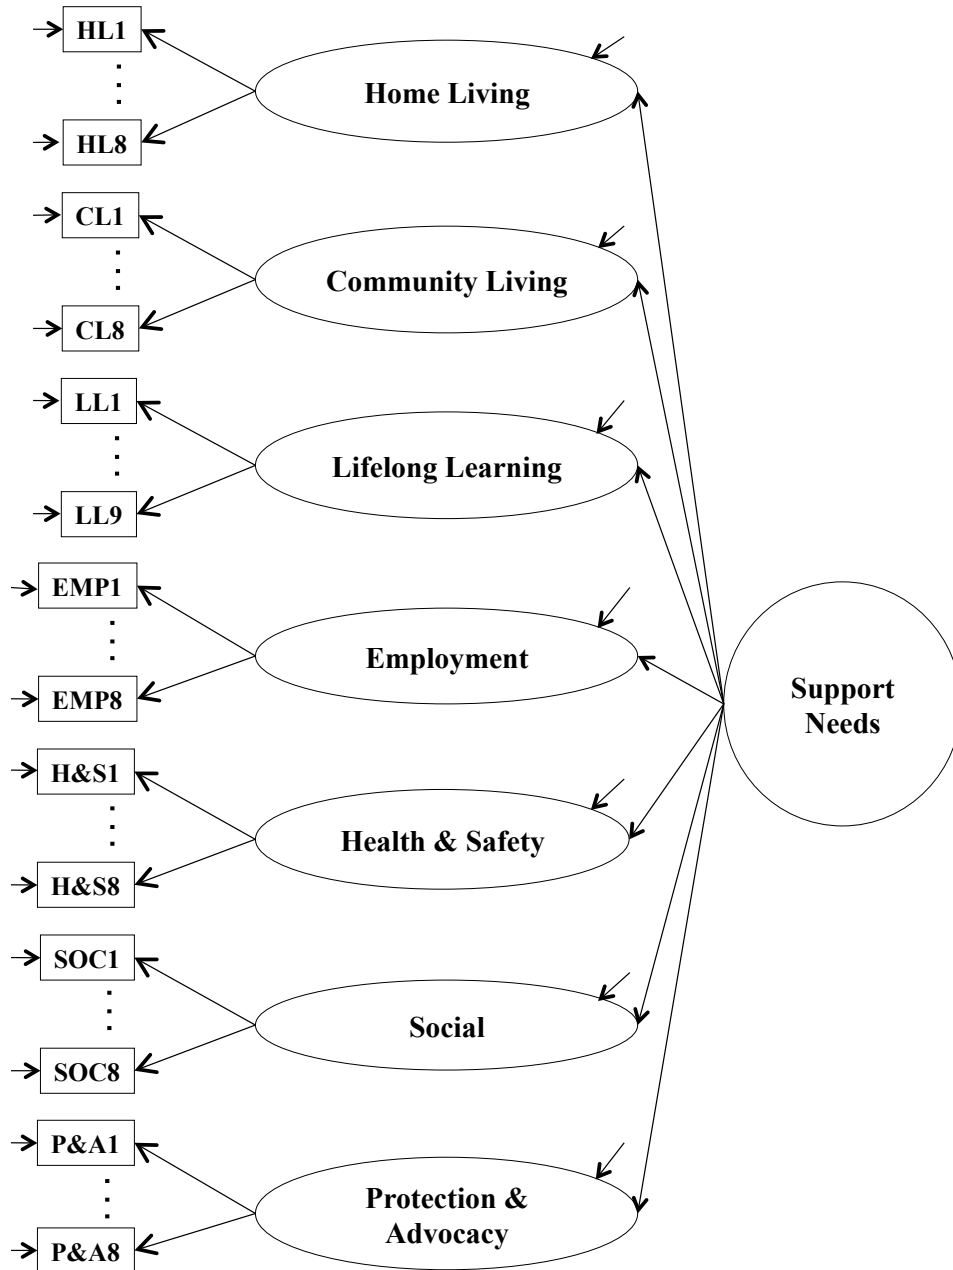 HL1
HL8
Home Living
CL1
CL8
Community Living
LL1
LL9
Lifelong Learning
EMP1
EMP8
Employment
H&S1
H&S8
Health & Safety
SOC1
SOC8
Social
P&A1
P&A8
Protection &
Advocacy
Support
Needs